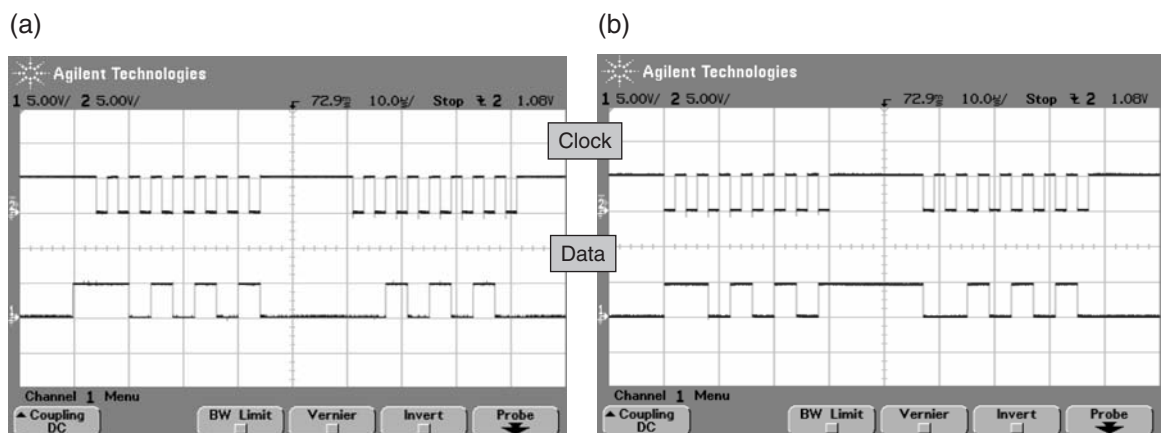 (a)
(b)
Agilent Technologies
1 5.00V/ 2 5.00V/ 72.9 10.0 Stop 2 1.08V
Clock
Data
Channel 1 Menu
Coupling
DC
BW Limit
Vernier
Invert
Probe
Agilent Technologies
1 5.00V/ 2 5.00V/ 72.9 10.0 Stop 2 1.08V
Channel 1 Menu
Coupling
DC
BW Limit
Vernier
Invert
Probe